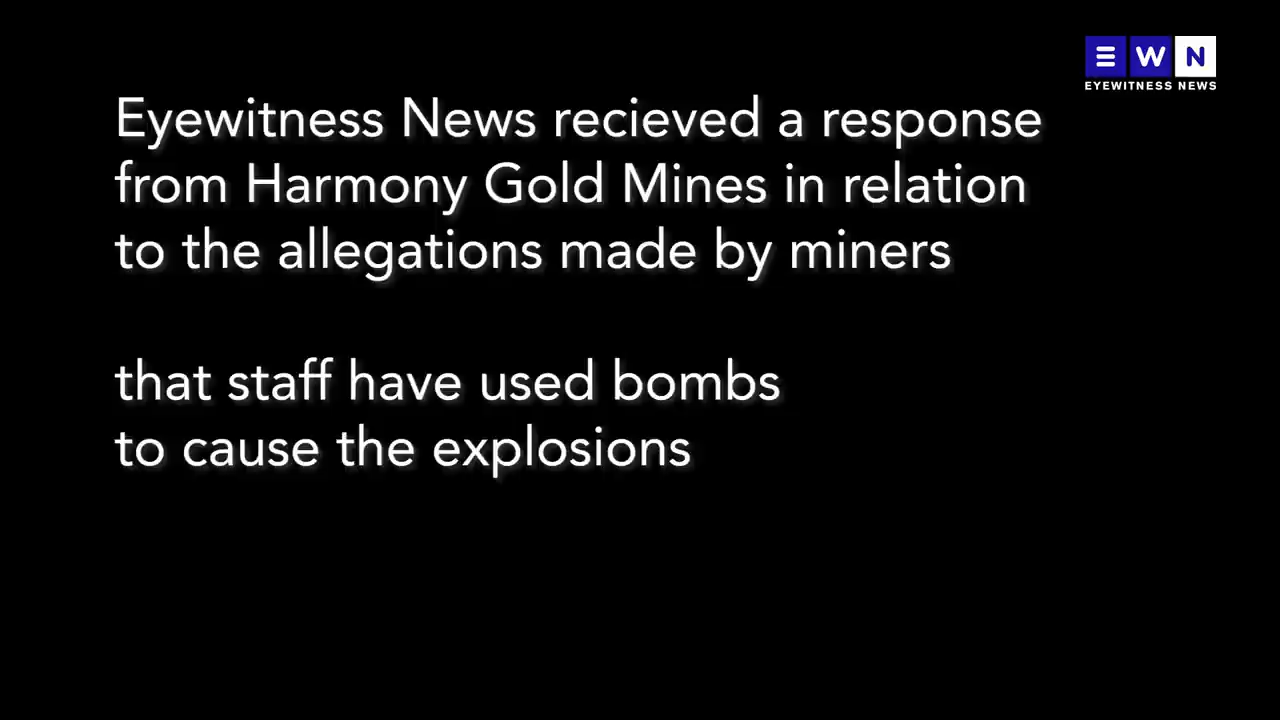 EWN
EYEWITNESS NEWS
Eyewitness News recieved a response
from Harmony Gold Mines in relation
to the allegations made by miners
that staff have used bombs
to cause the explosions